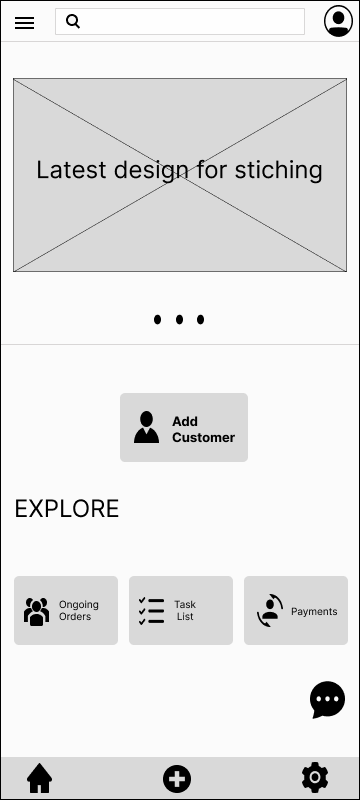 Latest design for stiching
Add
Customer
EXPLORE
Ongoing
Orders
Task
List
Payments